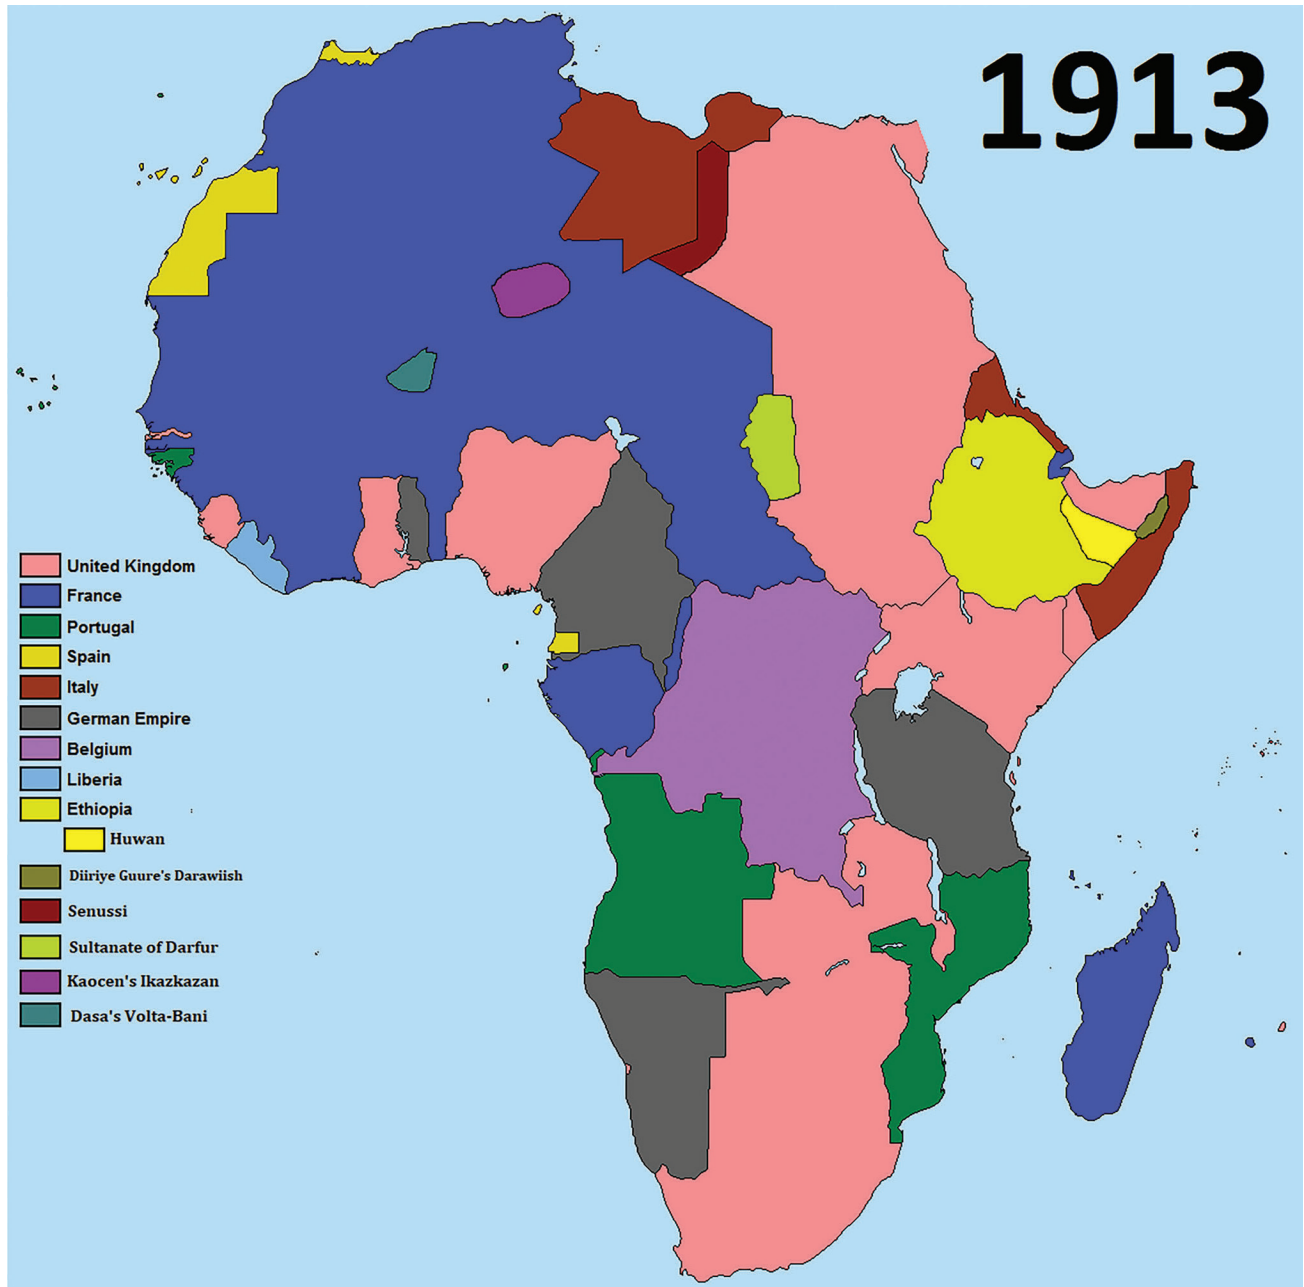 1913
United Kingdom
France
Portugal
Spain
Italy
German Empire
Belgium
Liberia
Ethiopia
Huwan
Diiriye Guure's Darawiish
Senussi
Sultanate of Darfur
Kaocen's Ikazkazan
Dasa's Volta-Bani